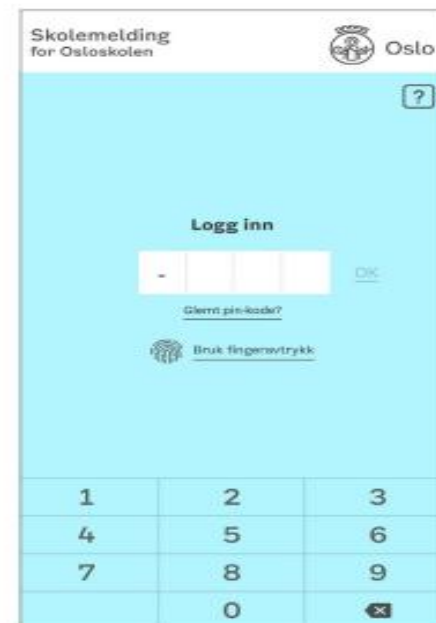 Skolemelding
for Osloskolen
Oslo
?
Logg inn
-
OK
Glemt pin-kode?
Bruk fingeravtrykk
1 2 3
4 5 6
7 8 9
0